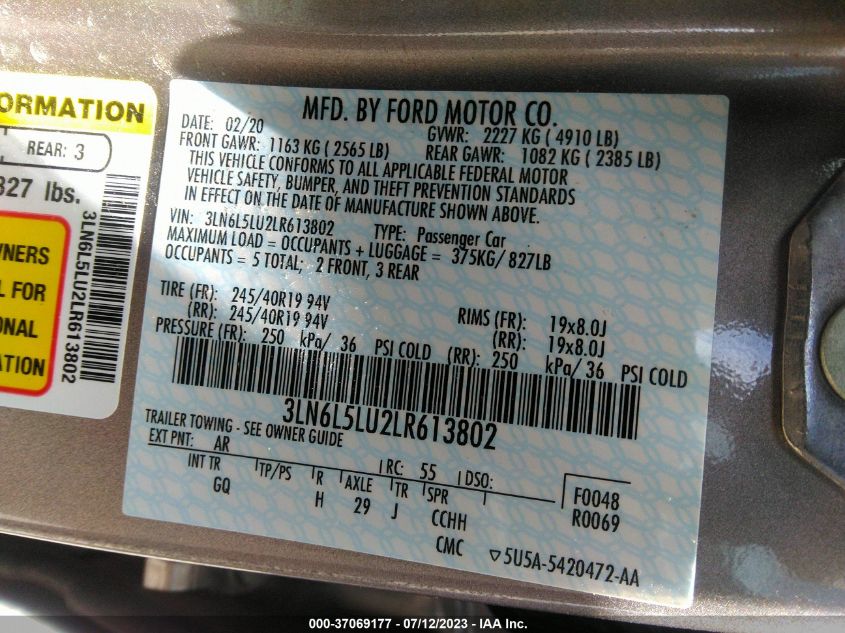 ORMATION
REAR: 3
827 lbs.
WNERS
L FOR
ONAL
ATION
3LN6L5LU2LR613802
MFD. BY FORD MOTOR CO.
DATE: 02/20 GVWR: 2227 KG ( 4910 LB)
FRONT GAWR: 1163 KG ( 2565 LB) REAR GAWR: 1082 KG ( 2385 LB)
THIS VEHICLE CONFORMS TO ALL APPLICABLE FEDERAL MOTOR
VEHICLE SAFETY, BUMPER, AND THEFT PREVENTION STANDARDS
IN EFFECT ON THE DATE OF MANUFACTURE SHOWN ABOVE.
VIN: 3LN6L5LU2LR613802 TYPE: Passenger Car
MAXIMUM LOAD = OCCUPANTS + LUGGAGE = 375KG/ 827LB
OCCUPANTS = 5 TOTAL; 2 FRONT, 3 REAR
TIRE (FR): 245/40R19 94V RIMS (FR): 19x8.0J
(RR): 245/40R19 94V (RR): 19x8.0J
PRESSURE (FR): 250 kPa/ 36 PSI COLD (RR): 250 kPa/ 36 PSI COLD
3LN6L5LU2LR613802
TRAILER TOWING - SEE OWNER GUIDE
EXT PNT: AR RC: 55 DSO: F0048
INT TR TP/PS R AXLE TR SPR R0069
GQ H 29 J CCHH
CMC ▽5U5A-5420472-AA
000-37069177 - 07/12/2023 - IAA Inc.